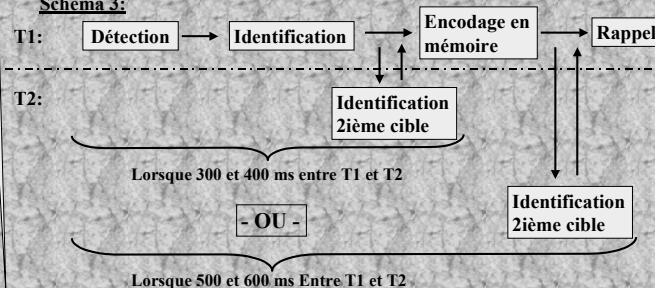 Schéma 3:
T1:
Détection
Identification
Encodage en
mémoire
Rappel
T2:
Identification
2ième cible
Lorsque 300 et 400 ms entre T1 et T2
Identification
2ième cible
- OU -
Lorsque 500 et 600 ms Entre T1 et T2